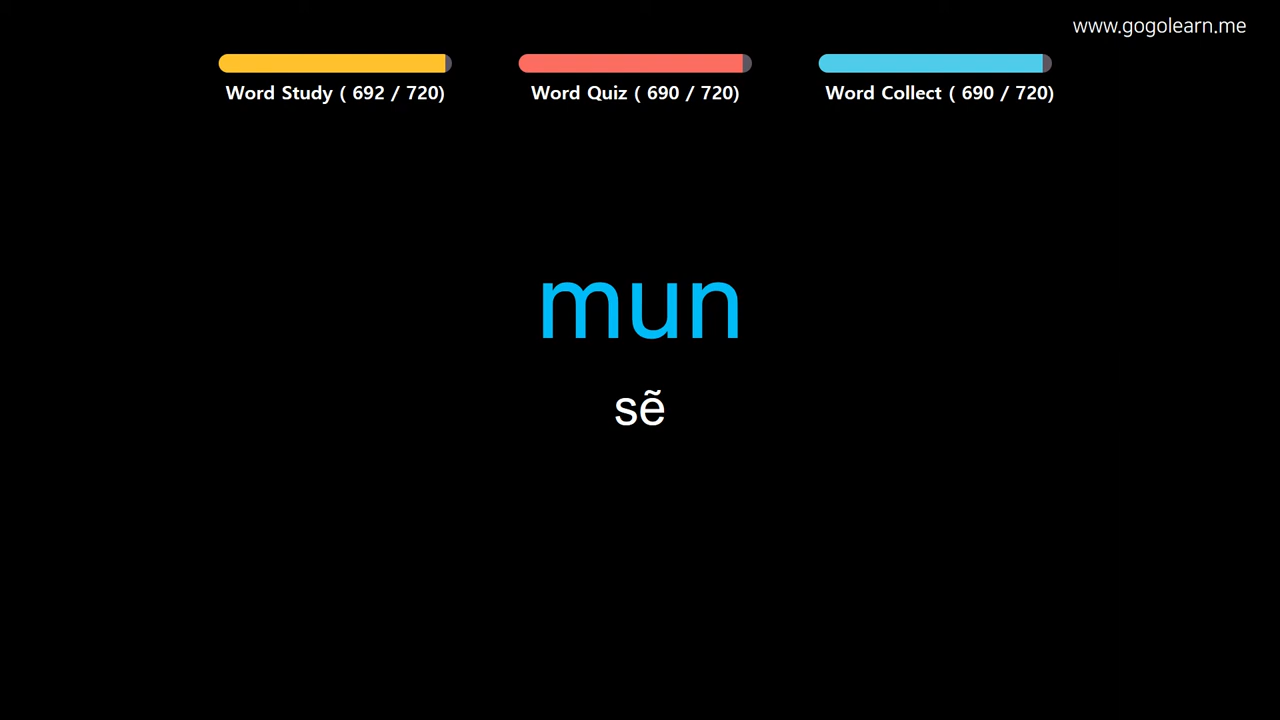 www.gogolearn.me
Word Study ( 692 / 720)
Word Quiz ( 690 / 720)
Word Collect ( 690 / 720)
mun
sẽ